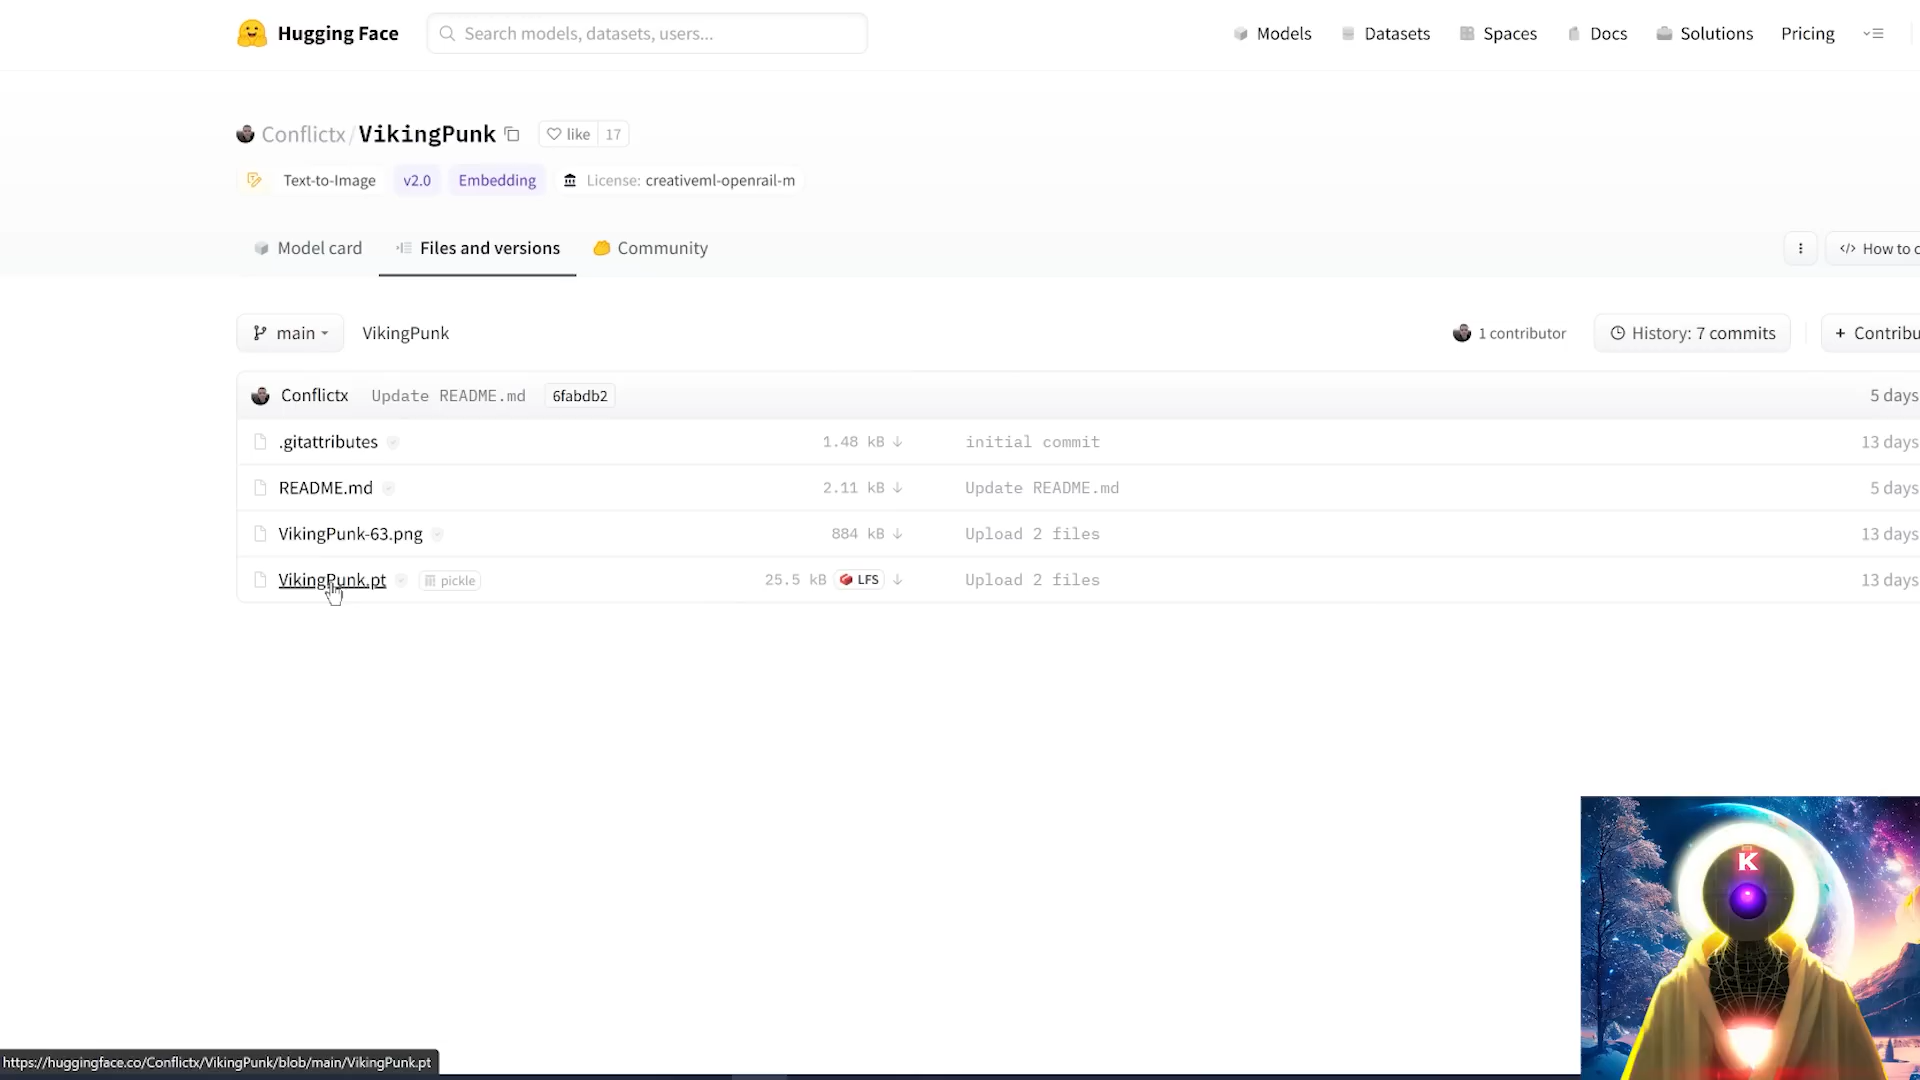 Hugging Face
Search models, datasets, users...
Models
Datasets
Spaces
Docs
Solutions
Pricing
Conflictx/VikingPunk
like 17
Text-to-Image
v2.0
Embedding
License: creativeml-openrail-m
Model card
Files and versions
Community
</> How to c
main
VikingPunk
1 contributor
History: 7 commits
+ Contribu
Conflictx Update README.md 6fabdb2 5 days
.gitattributes 1.48 kB initial commit 13 days
README.md 2.11 kB Update README.md 5 days
VikingPunk-63.png 884 kB Upload 2 files 13 days
VikingPunk.pt pickle 25.5 kB LFS Upload 2 files 13 days
K
https://huggingface.co/Conflictx/VikingPunk/blob/main/VikingPunk.pt